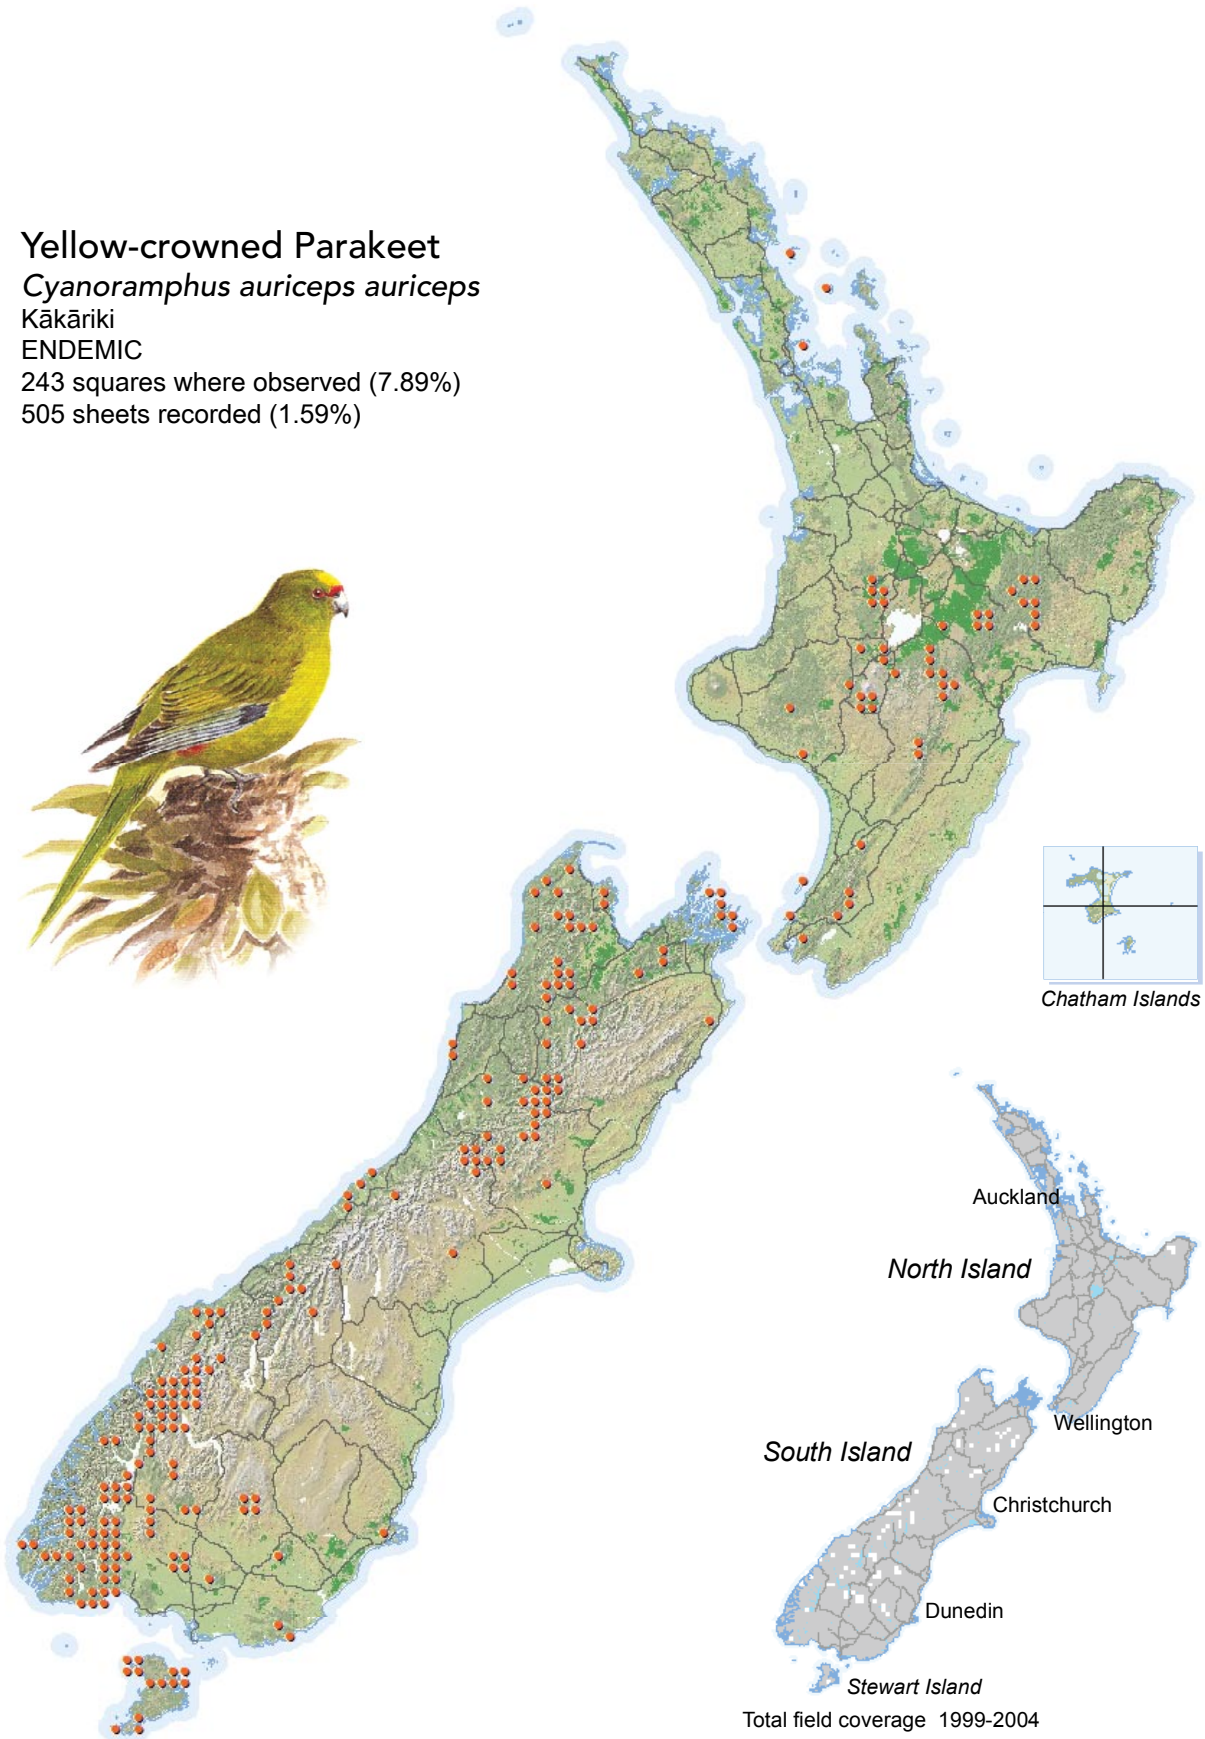 Yellow-crowned Parakeet
Cyanoramphus auriceps auriceps
Kākāriki
ENDEMIC
243 squares where observed (7.89%)
505 sheets recorded (1.59%)
Chatham Islands
Auckland
North Island
Wellington
South Island
Christchurch
Dunedin
Stewart Island
Total field coverage 1999-2004